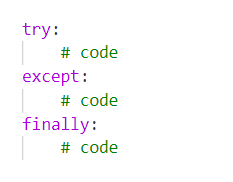 try:
    # code
except:
    # code
finally:
    # code